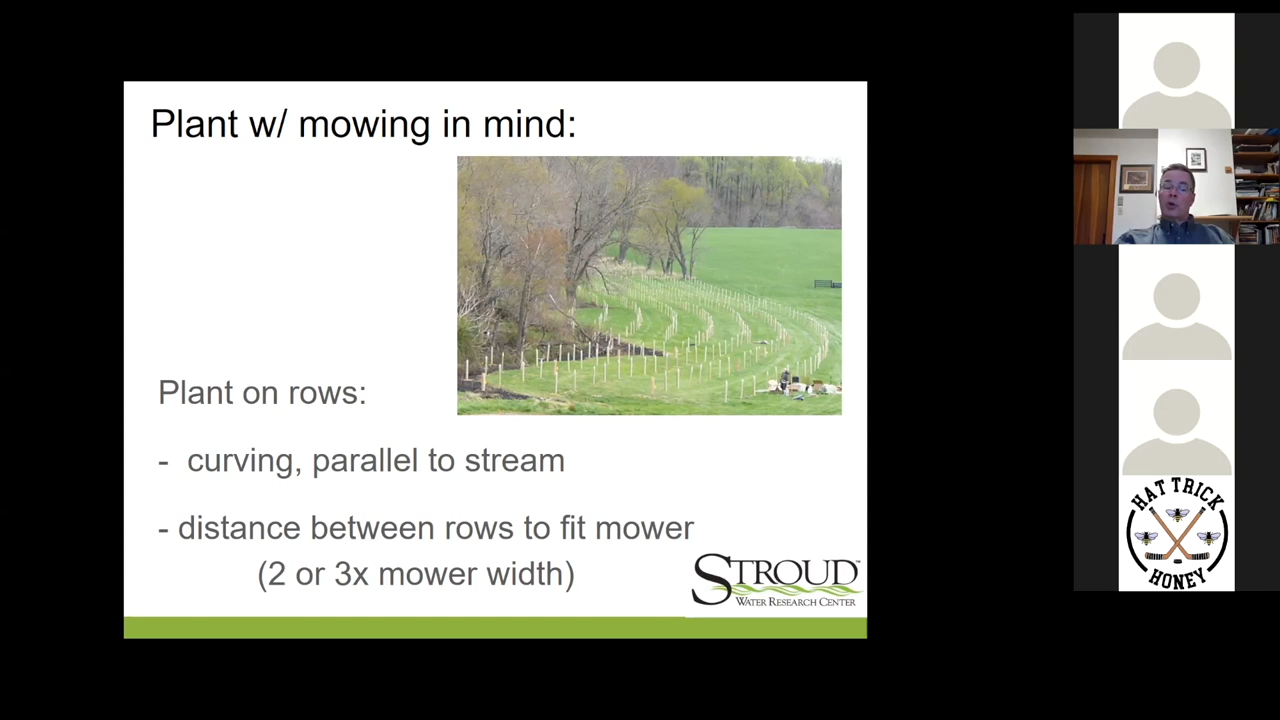 Plant w/ mowing in mind:
Plant on rows:
- curving, parallel to stream
- distance between rows to fit mower
(2 or 3x mower width)
STROUD™
WATER RESEARCH CENTER
HAT TRICK
HONEY